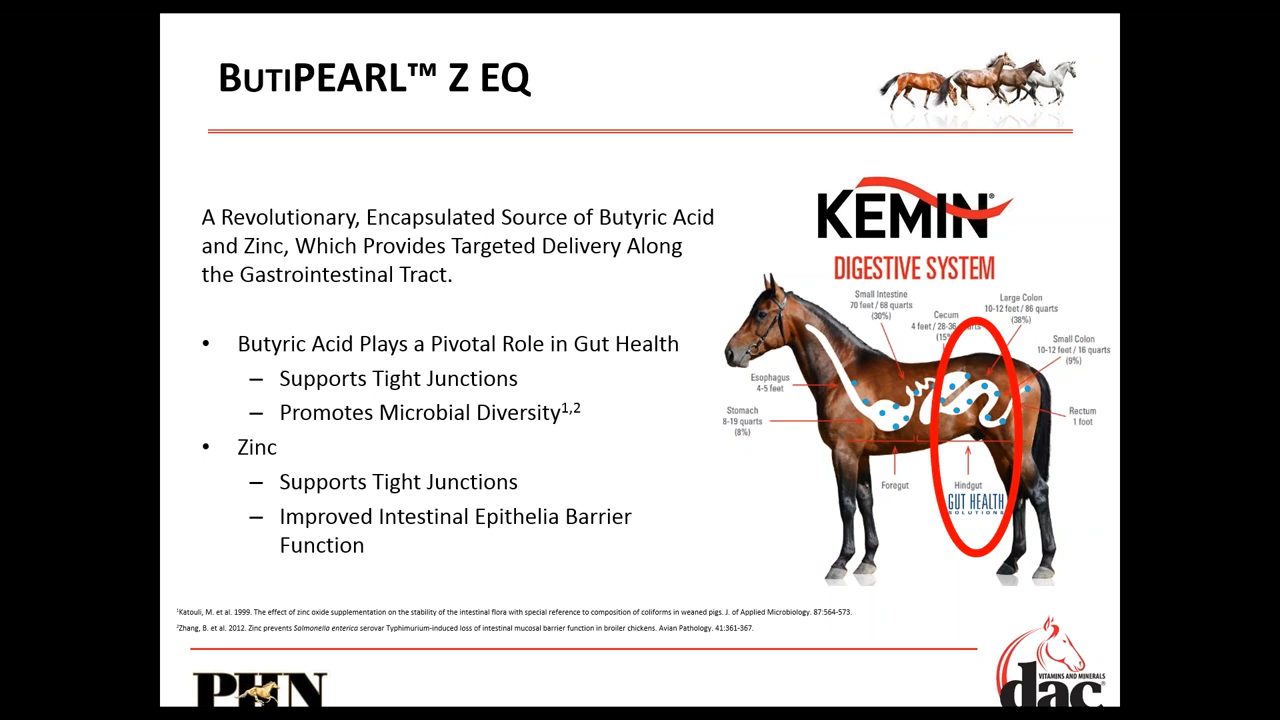 BUTIPEARL™ Z EQ
A Revolutionary, Encapsulated Source of Butyric Acid
and Zinc, Which Provides Targeted Delivery Along
the Gastrointestinal Tract.
• Butyric Acid Plays a Pivotal Role in Gut Health
– Supports Tight Junctions
– Promotes Microbial Diversity1,2
• Zinc
– Supports Tight Junctions
– Improved Intestinal Epithelia Barrier
Function
KEMIN®
DIGESTIVE SYSTEM
Small Intestine
70 feet / 68 quarts
(30%)
Cecum
4 feet / 28-36 quarts
(15%)
Large Colon
10-12 feet / 86 quarts
(38%)
Small Colon
10-12 feet / 16 quarts
(9%)
Esophagus
4-5 feet
Stomach
8-19 quarts
(8%)
Rectum
1 foot
Foregut
Hindgut
GUT HEALTH
SOLUTIONS
1Katouli, M. et al. 1999. The effect of zinc oxide supplementation on the stability of the intestinal flora with special reference to composition of coliforms in weaned pigs. J. of Applied Microbiology. 87:564-573.
2Zhang, B. et al. 2012. Zinc prevents Salmonella enterica serovar Typhimurium-induced loss of intestinal mucosal barrier function in broiler chickens. Avian Pathology. 41:361-367.
PHN
dac®
VITAMINS AND MINERALS